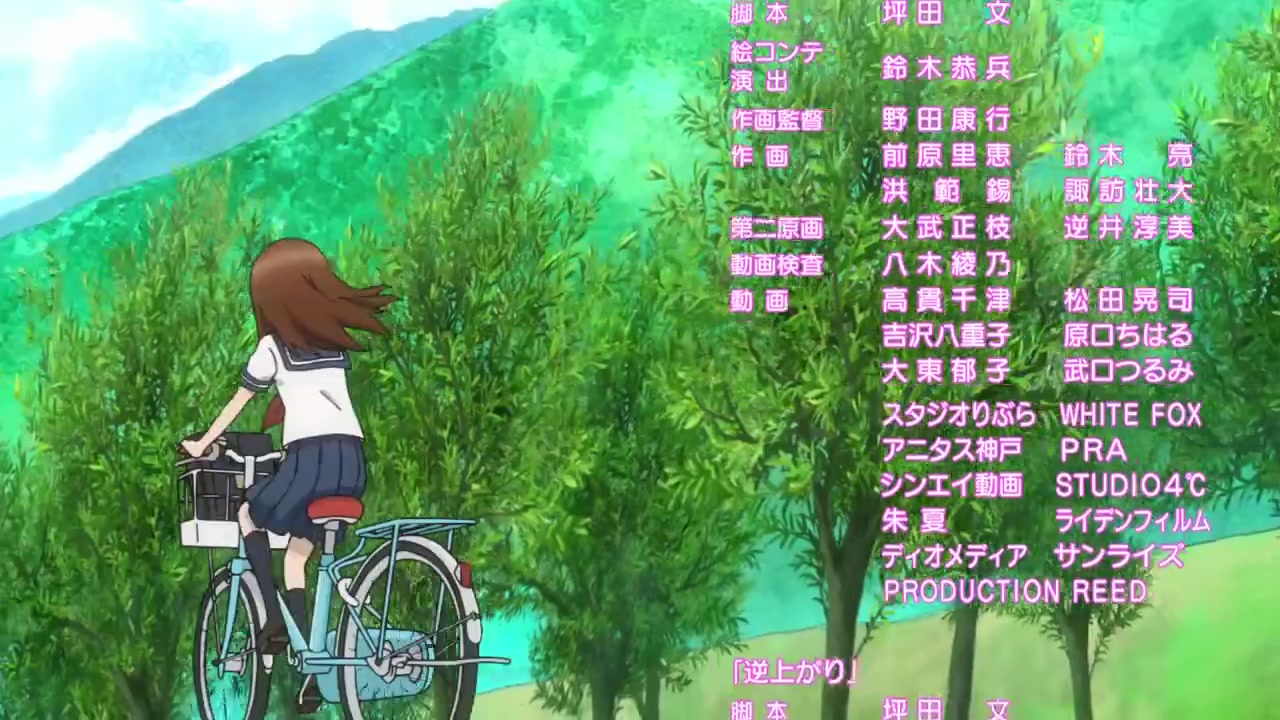 脚本 坪田 文
絵コンテ
演出 鈴木恭兵
作画監督 野田康行
作画 前原里恵 鈴木 亮
洪 範 錫 諏訪壮大
第二原画 大武正枝 逆井淳美
動画検査 八木綾乃
動画 高貫千津 松田晃司
吉沢八重子 原口ちはる
大東郁子 武口つるみ
スタジオりぶら WHITE FOX
アニタス神戸 PRA
シンエイ動画 STUDIO4℃
朱夏 ライデンフィルム
ディオメディア サンライズ
PRODUCTION REED
「逆上がり」
脚本 坪田 文